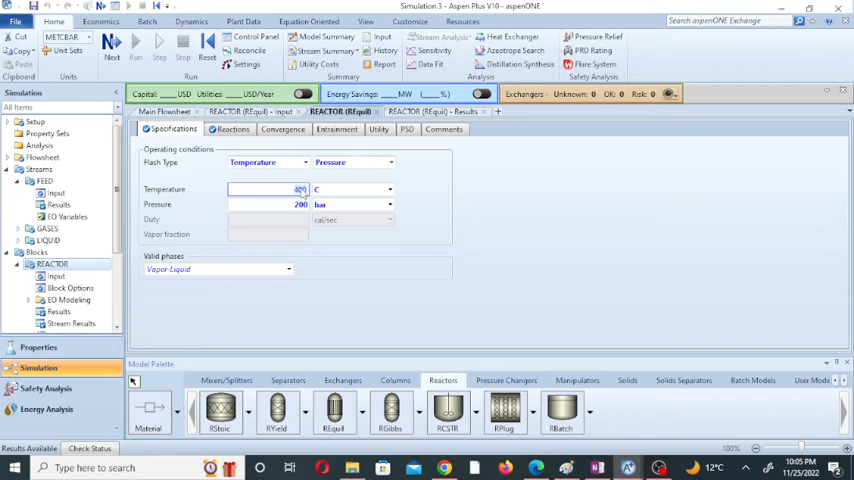 Simulation 3 - Aspen Plus V10 - aspenONE
File
Home
Economics
Batch
Dynamics
Plant Data
Equation Oriented
View
Customize
Resources
Search aspenONE Exchange
Cut
Copy
Paste
Clipboard
METCBAR
Unit Sets
Units
Next
Run
Step
Stop
Reset
Control Panel
Reconcile
Settings
Run
Model Summary
Input
Stream Summary
History
Utility Costs
Report
Summary
Stream Analysis
Heat Exchanger
Sensitivity
Azeotrope Search
Data Fit
Distillation Synthesis
Analysis
Pressure Relief
PRD Rating
Flare System
Safety Analysis
Simulation
All Items
Capital: ____ USD Utilities: ____ USD/Year
Energy Savings: ____ MW (____ %)
Exchangers - Unknown: 0 OK: 0 Risk: 0
Main Flowsheet
REACTOR (REquil) - Input
REACTOR (REquil)
REACTOR (REquil) - Results
Setup
Property Sets
Analysis
Flowsheet
Streams
FEED
Input
Results
EO Variables
GASES
LIQUID
Blocks
REACTOR
Input
Block Options
EO Modeling
Results
Stream Results
Properties
Simulation
Safety Analysis
Energy Analysis
Specifications
Reactions
Convergence
Entrainment
Utility
PSD
Comments
Operating conditions
Flash Type Temperature Pressure
Temperature 400 C
Pressure 200 bar
Duty cal/sec
Vapor fraction
Valid phases
Vapor-Liquid
Model Palette
Mixers/Splitters
Separators
Exchangers
Columns
Reactors
Pressure Changers
Manipulators
Solids
Solids Separators
Batch Models
User Mode
Material
RStoic
RYield
REquil
RGibbs
RCSTR
RPlug
RBatch
Results Available
Check Status
100%
Type here to search
12°C
10:05 PM
11/25/2022
2